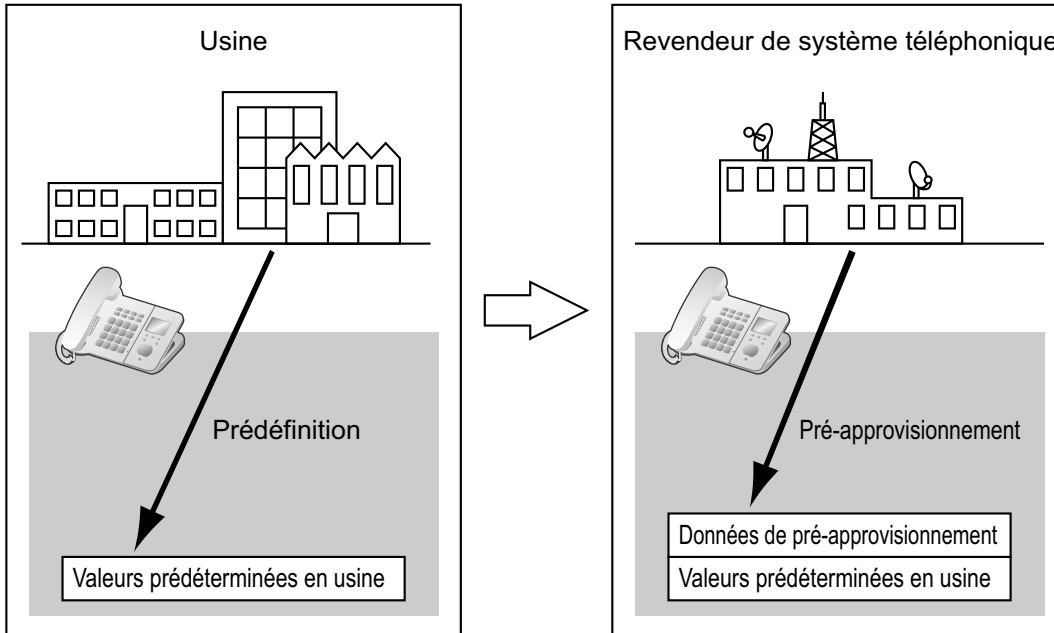 Usine
Prédéfinition
Valeurs prédéterminées en usine
Revendeur de système téléphonique
Pré-approvisionnement
Données de pré-approvisionnement
Valeurs prédéterminées en usine